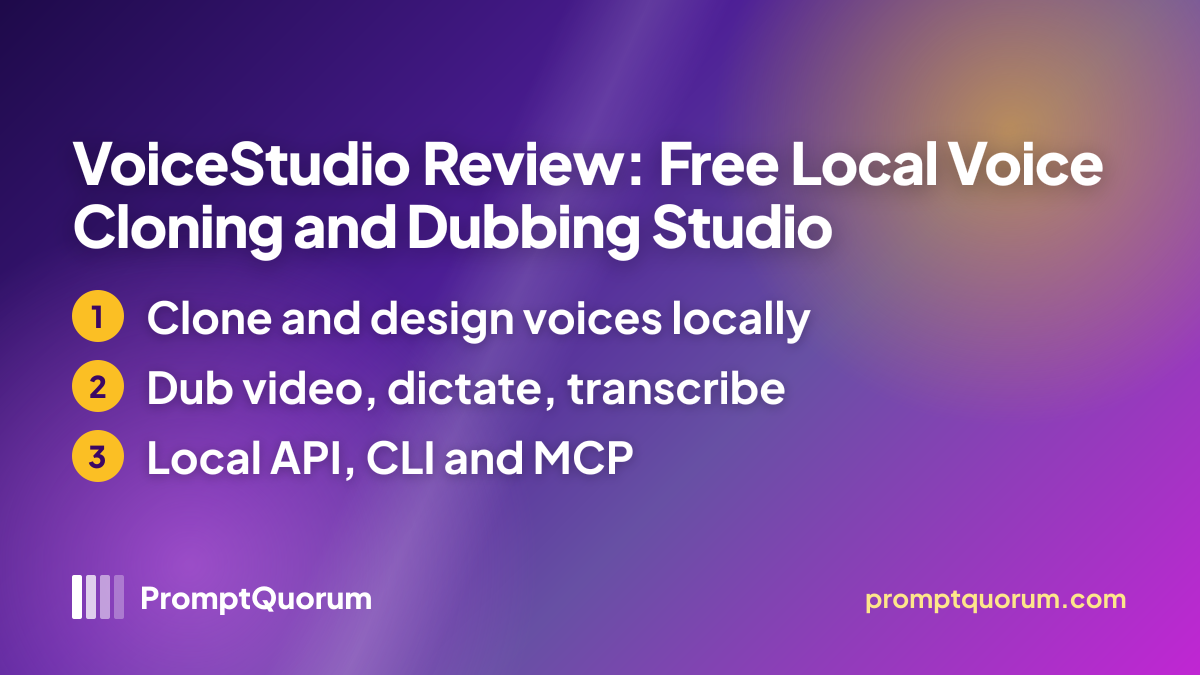 VoiceStudio Review: Free Local Voice
Cloning and Dubbing Studio
1 Clone and design voices locally
2 Dub video, dictate, transcribe
3 Local API, CLI and MCP
PromptQuorum
promptquorum.com